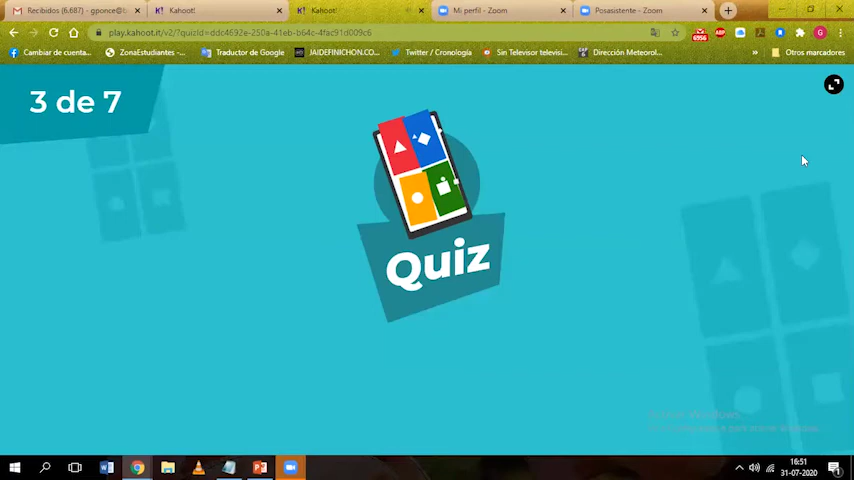 Recibidos (6.687) - gponce@b
Kahoot!
Kahoot!
Mi perfil - Zoom
Posasistente - Zoom
play.kahoot.it/v2/?quizId=ddc4692e-250a-41eb-b64c-4fac91d009c6
6956
ABP
G
Cambiar de cuenta...
ZonaEstudiantes -...
Traductor de Google
JAIDEFINICHON.CO...
Twitter / Cronología
Sin Televisor televisi...
Dirección Meteorol...
»
Otros marcadores
3 de 7
Quiz
16:51
31-07-2020